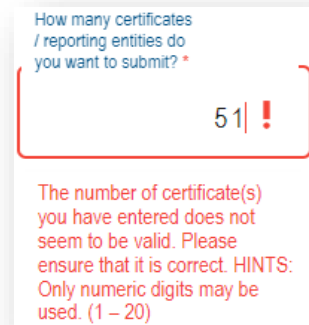 How many certificates
/ reporting entities do
you want to submit? *
51 !
The number of certificate(s)
you have entered does not
seem to be valid. Please
ensure that it is correct. HINTS:
Only numeric digits may be
used. (1 – 20)